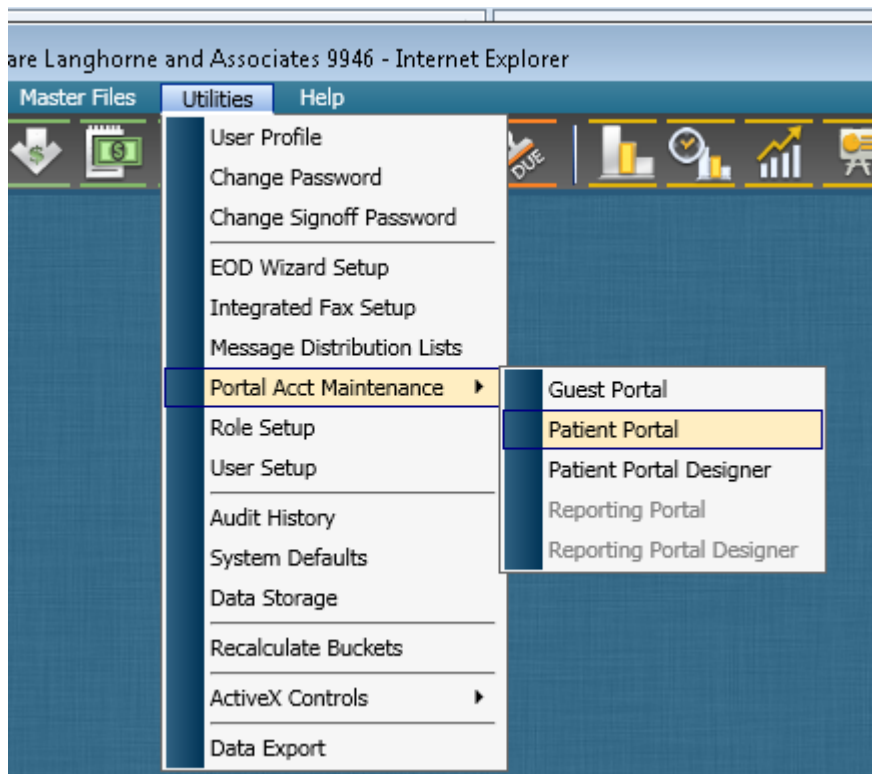 are Langhorne and Associates 9946 - Internet Explorer
Master Files Utilities Help
DUE
User Profile
Change Password
Change Signoff Password
EOD Wizard Setup
Integrated Fax Setup
Message Distribution Lists
Portal Acct Maintenance
Role Setup
User Setup
Audit History
System Defaults
Data Storage
Recalculate Buckets
ActiveX Controls
Data Export
Guest Portal
Patient Portal
Patient Portal Designer
Reporting Portal
Reporting Portal Designer